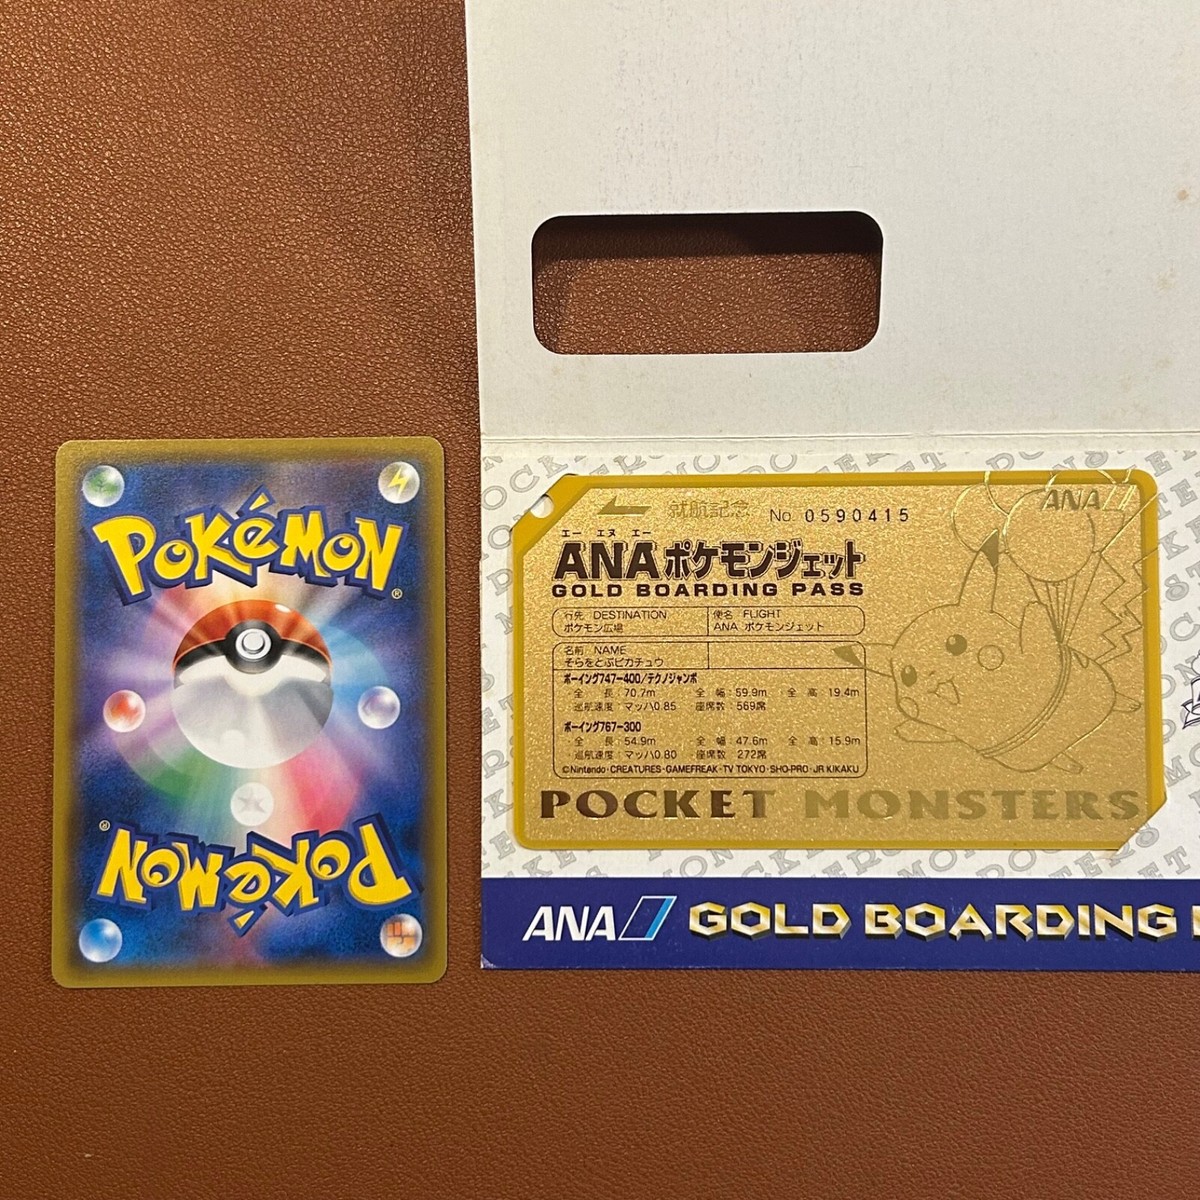 POKéMON®
POKéMON®
就航記念 No. 0590415
ANA
エー エヌ エー
ANAポケモンジェット
GOLD BOARDING PASS
行先 DESTINATION
ポケモン広場
便名 FLIGHT
ANA ポケモンジェット
名前 NAME
そらをとぶピカチュウ
ボーイング747-400/テクノジャンボ
・全 長：70.7m ・全 幅：59.9m ・全 高：19.4m
・巡航速度：マッハ0.85 ・座席数：569席
ボーイング767-300
・全 長：54.9m ・全 幅：47.6m ・全 高：15.9m
・巡航速度：マッハ0.80 ・座席数：272席
©Nintendo・CREATURES・GAMEFREAK・TV TOKYO・SHO-PRO・JR KIKAKU
POCKET MONSTERS
ANA GOLD BOARDING